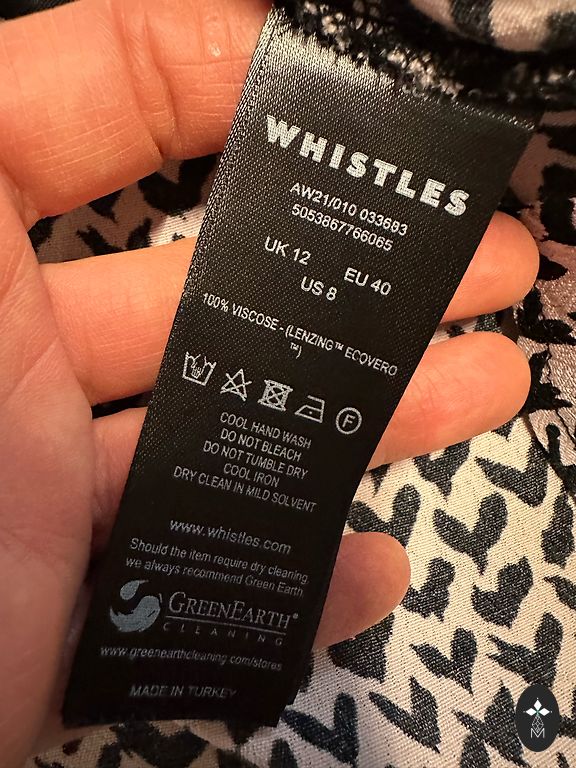 WHISTLES
AW21/010 033693
5053867766065
UK 12 EU 40
US 8
100% VISCOSE - (LENZING™ ECOVERO
™)
F
COOL HAND WASH
DO NOT BLEACH
DO NOT TUMBLE DRY
COOL IRON
DRY CLEAN IN MILD SOLVENT
www.whistles.com
Should the item require dry cleaning,
we always recommend Green Earth
GREENEARTH®
CLEANING
www.greenearthcleaning.com/stores
MADE IN TURKEY